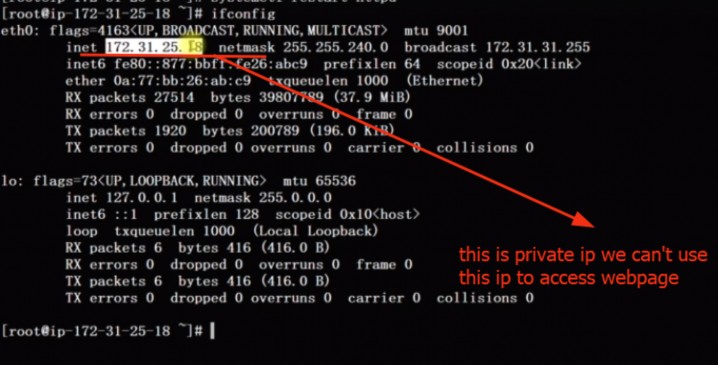 systemctl restart httpd
[root@ip-172-31-25-18 ~]# ifconfig
eth0: flags=4163<UP,BROADCAST,RUNNING,MULTICAST>  mtu 9001
inet 172.31.25.18  netmask 255.255.240.0  broadcast 172.31.31.255
inet6 fe80::877:bbff:fe26:abc9  prefixlen 64  scopeid 0x20<link>
ether 0a:77:bb:26:ab:c9  txqueuelen 1000  (Ethernet)
RX packets 27514  bytes 39807789 (37.9 MiB)
RX errors 0  dropped 0  overruns 0  frame 0
TX packets 1920  bytes 200789 (196.0 KiB)
TX errors 0  dropped 0 overruns 0  carrier 0  collisions 0
lo: flags=73<UP,LOOPBACK,RUNNING>  mtu 65536
inet 127.0.0.1  netmask 255.0.0.0
inet6 ::1  prefixlen 128  scopeid 0x10<host>
loop  txqueuelen 1000  (Local Loopback)
RX packets 6  bytes 416 (416.0 B)
RX errors 0  dropped 0  overruns 0  frame 0
TX packets 6  bytes 416 (416.0 B)
TX errors 0  dropped 0 overruns 0  carrier 0  collisions 0
this is private ip we can't use
this ip to access webpage
[root@ip-172-31-25-18 ~]#